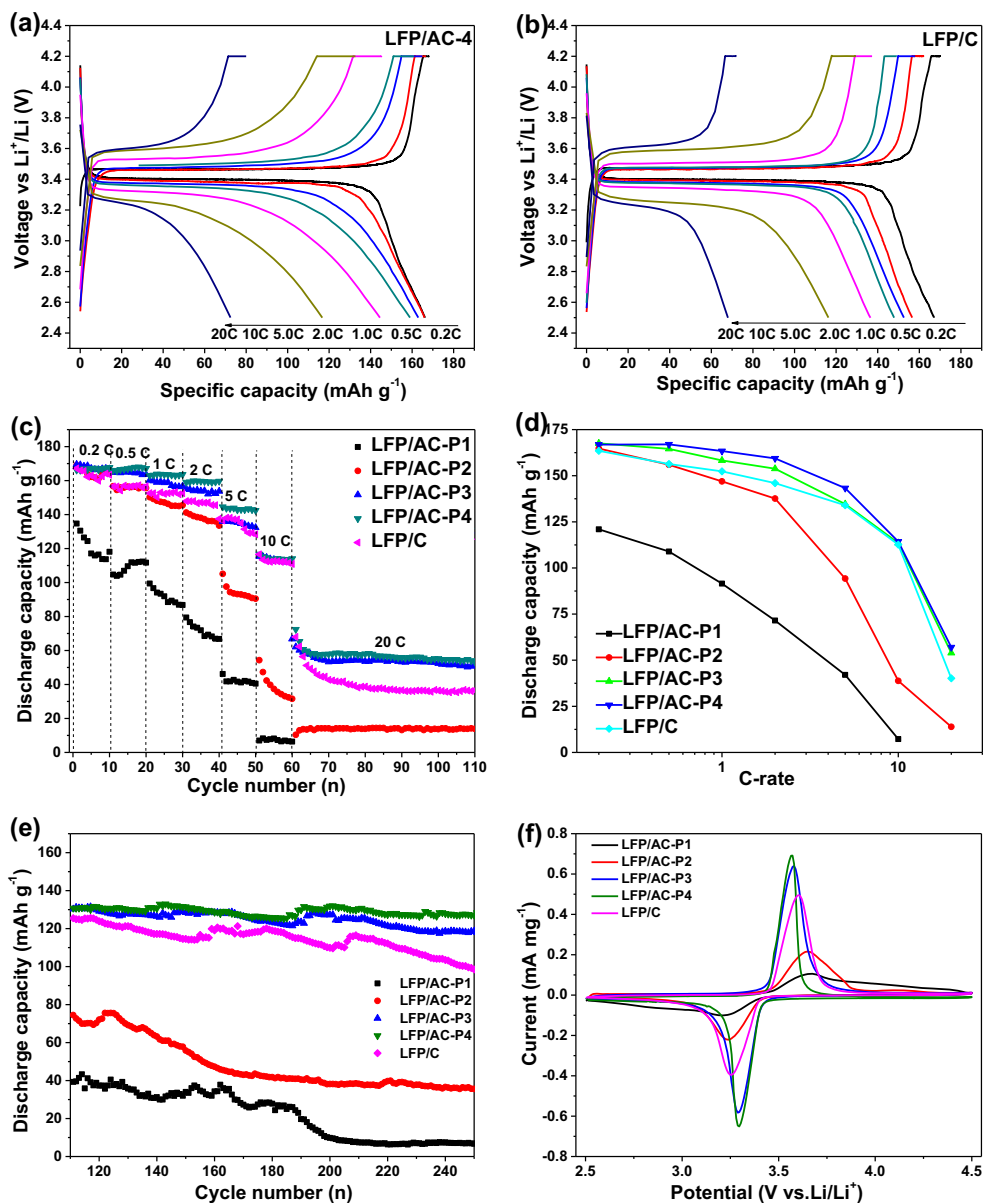 (a)
LFP/AC-4
4.4
4.2
4.0
3.8
3.6
3.4
3.2
3.0
2.8
2.6
2.4
Voltage vs Li⁺/Li (V)
20C 10C 5.0C 2.0C 1.0C 0.5C 0.2C
0 20 40 60 80 100 120 140 160 180
Specific capacity (mAh g⁻¹)
(b)
LFP/C
4.4
4.2
4.0
3.8
3.6
3.4
3.2
3.0
2.8
2.6
2.4
Voltage vs Li⁺/Li (V)
20C 10C 5.0C 2.0C 1.0C 0.5C 0.2C
0 20 40 60 80 100 120 140 160 180
Specific capacity (mAh g⁻¹)
(c)
180
160
140
120
100
80
60
40
20
0
Discharge capacity (mAh g⁻¹)
0.2 C 0.5 C
1 C 2 C
5 C
10 C
20 C
LFP/AC-P1
LFP/AC-P2
LFP/AC-P3
LFP/AC-P4
LFP/C
0 10 20 30 40 50 60 70 80 90 100 110
Cycle number (n)
(d)
175
150
125
100
75
50
25
0
Discharge capacity (mAh g⁻¹)
LFP/AC-P1
LFP/AC-P2
LFP/AC-P3
LFP/AC-P4
LFP/C
1 10
C-rate
(e)
160
140
120
100
80
60
40
20
0
Discharge capacity (mAh g⁻¹)
LFP/AC-P1
LFP/AC-P2
LFP/AC-P3
LFP/AC-P4
LFP/C
120 140 160 180 200 220 240
Cycle number (n)
(f)
0.8
0.6
0.4
0.2
0.0
-0.2
-0.4
-0.6
-0.8
Current (mA mg⁻¹)
LFP/AC-P1
LFP/AC-P2
LFP/AC-P3
LFP/AC-P4
LFP/C
2.5 3.0 3.5 4.0 4.5
Potential (V vs.Li/Li⁺)